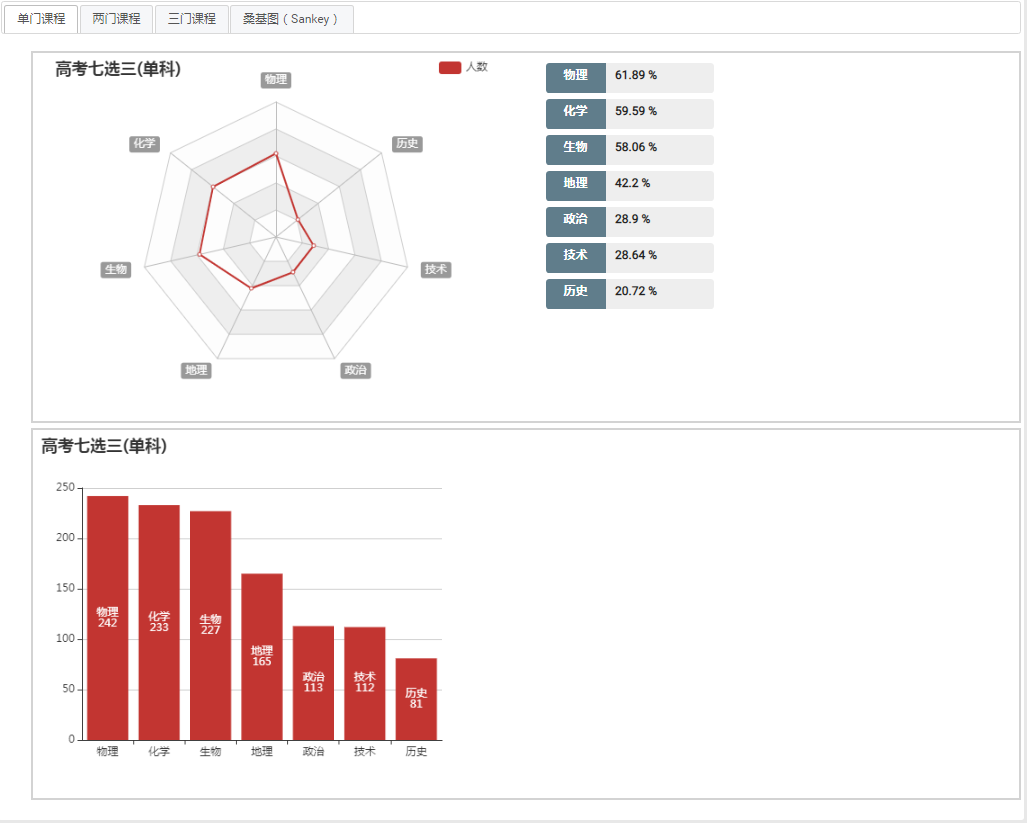 单门课程 两门课程 三门课程 桑基图 ( Sankey )
高考七选三(单科)
人数
物理
历史
技术
政治
地理
生物
化学
物理 61.89 %
化学 59.59 %
生物 58.06 %
地理 42.2 %
政治 28.9 %
技术 28.64 %
历史 20.72 %
高考七选三(单科)
250
200
150
100
50
0
物理
242
化学
233
生物
227
地理
165
政治
113
技术
112
历史
81
物理 化学 生物 地理 政治 技术 历史